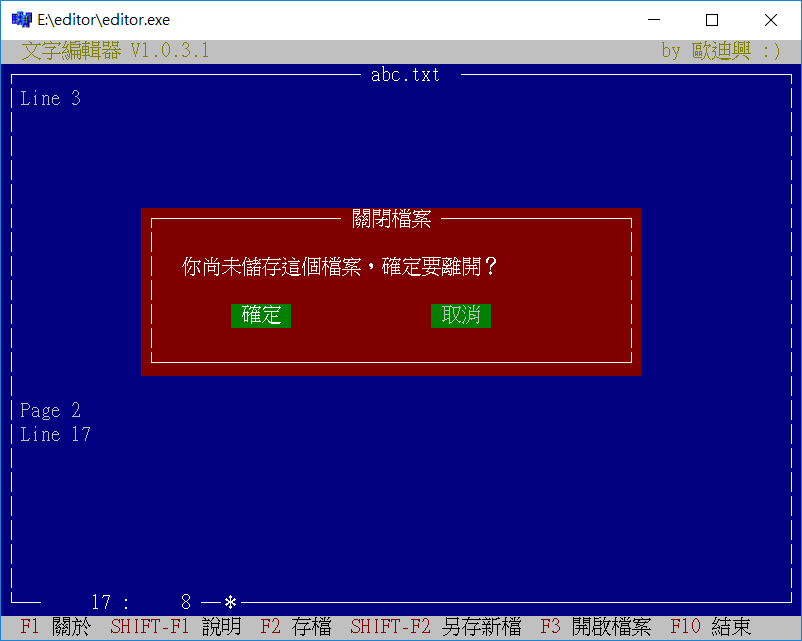 E:\editor\editor.exe
文字編輯器 V1.0.3.1 by 歐迪興 :)
abc.txt
Line 3
關閉檔案
你尚未儲存這個檔案，確定要離開？
確定 取消
Page 2
Line 17
17 : 8 *
F1 關於 SHIFT-F1 說明 F2 存檔 SHIFT-F2 另存新檔 F3 開啟檔案 F10 結束